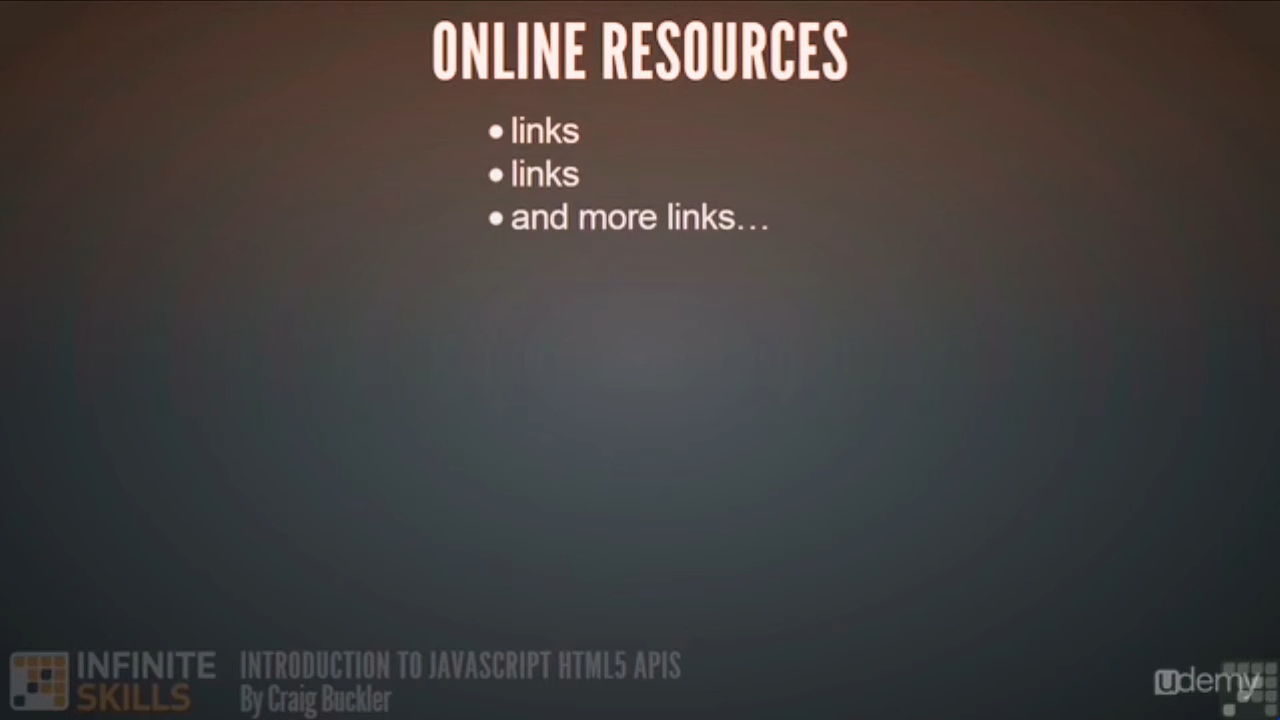 ONLINE RESOURCES
• links
• links
• and more links…
INFINITE SKILLS
INTRODUCTION TO JAVASCRIPT HTML5 APIS
By Craig Buckler
udemy